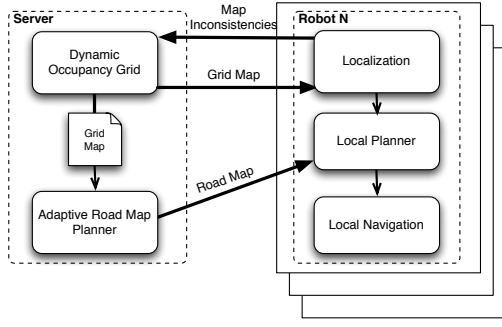 Server
Map
Inconsistencies
Robot N
Dynamic
Occupancy Grid
Localization
Grid Map
Grid
Map
Local Planner
Road Map
Adaptive Road Map
Planner
Local Navigation